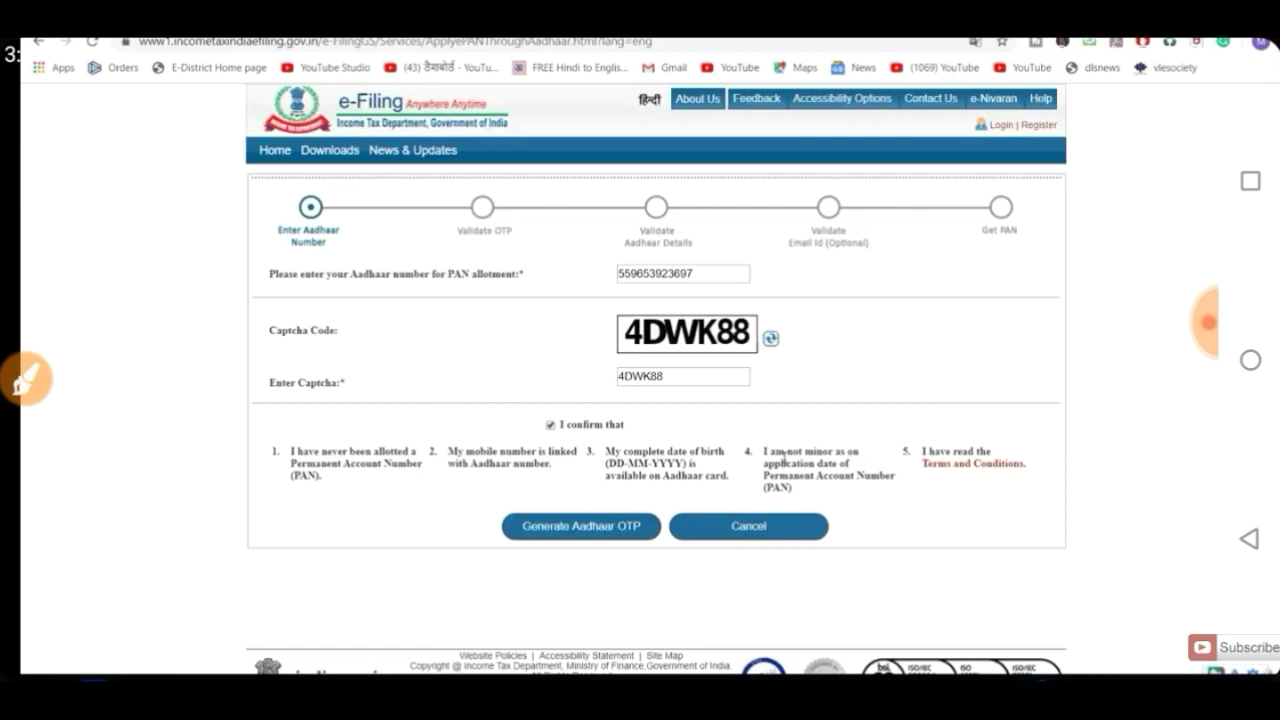 3:
www1.incometaxindiaefiling.gov.in/e-FilingGS/Services/ApplyePANThroughAadhaar.html?lang=eng
Apps Orders E-District Home page YouTube Studio (43) डैशबोर्ड - YouTu... FREE Hindi to Englis... Gmail YouTube Maps News (1069) YouTube YouTube dlsnews vlesociety
e-Filing Anywhere Anytime
Income Tax Department, Government of India
हिन्दी About Us Feedback Accessibility Options Contact Us e-Nivaran Help
Login | Register
Home Downloads News & Updates
Enter Aadhaar Number
Validate OTP
Validate Aadhaar Details
Validate Email Id (Optional)
Get PAN
Please enter your Aadhaar number for PAN allotment:* 559653923697
Captcha Code: 4DWK88
Enter Captcha:* 4DWK88
I confirm that
1. I have never been allotted a
Permanent Account Number
(PAN).
2. My mobile number is linked
with Aadhaar number.
3. My complete date of birth
(DD-MM-YYYY) is
available on Aadhaar card.
4. I am not minor as on
application date of
Permanent Account Number
(PAN)
5. I have read the
Terms and Conditions.
Generate Aadhaar OTP Cancel
Subscribe
Website Policies | Accessibility Statement | Site Map
Copyright @ Income Tax Department, Ministry of Finance,Government of India
bsi. ISO/IEC ISO ISO/IEC